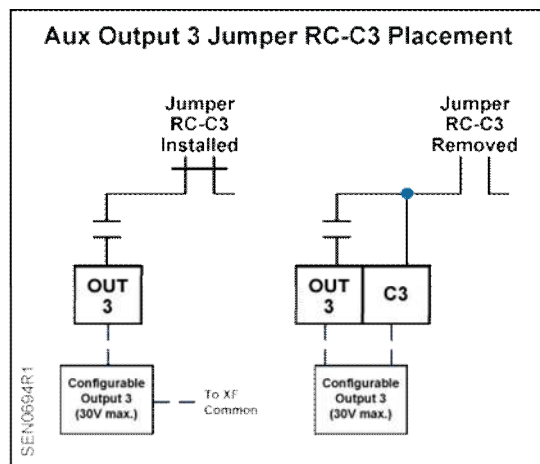 Aux Output 3 Jumper RC-C3 Placement
Jumper
RC-C3
Installed
Jumper
RC-C3
Removed
OUT
3
OUT
3
C3
Configurable
Output 3
(30V max.)
To XF
Common
Configurable
Output 3
(30V max.)
SEN0694R1